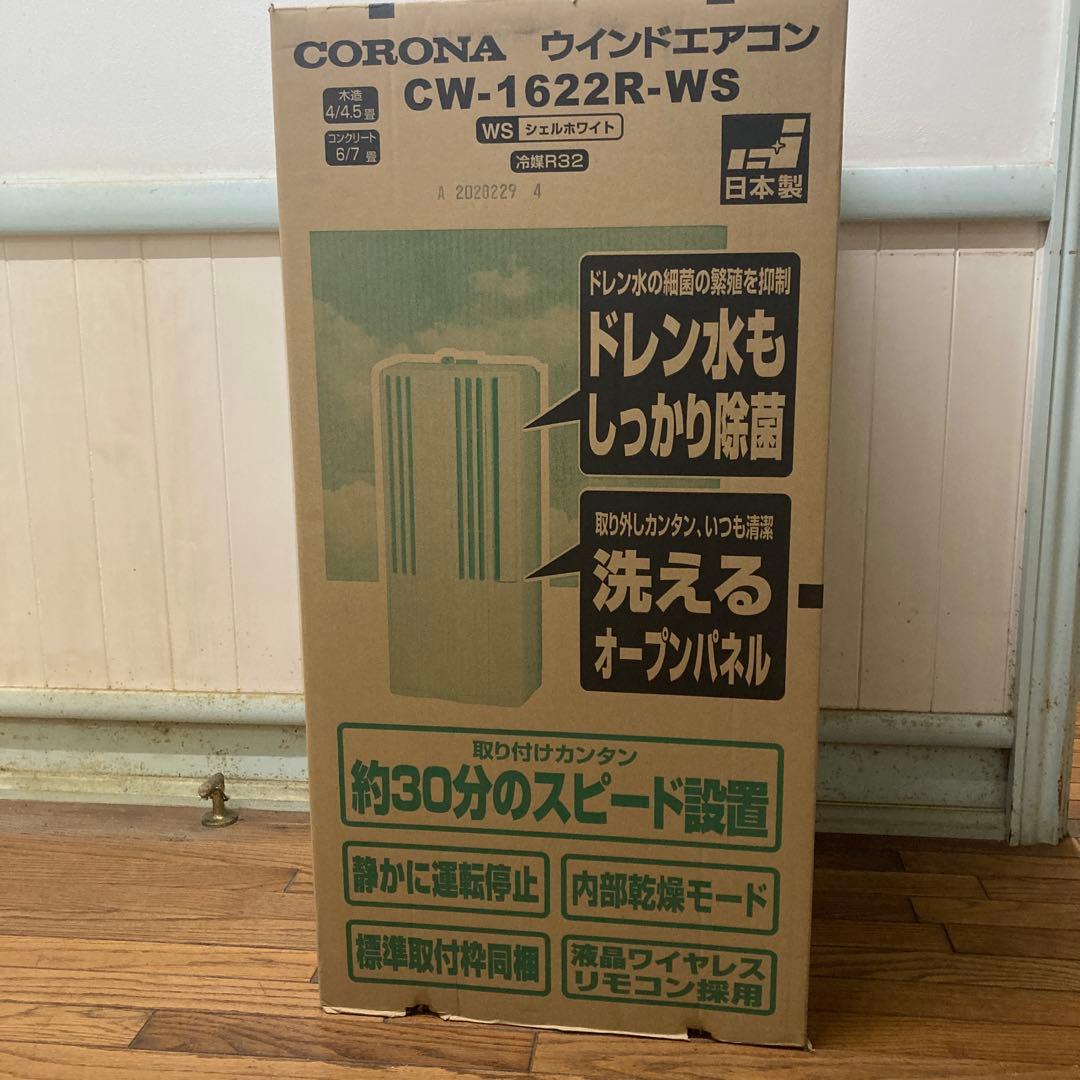 CORONA ウインドエアコン
CW-1622R-WS
木造
4/4.5畳
コンクリート
6/7畳
WS シェルホワイト
冷媒R32
A 2020229 4
日本製
ドレン水の細菌の繁殖を抑制
ドレン水も
しっかり除菌
取り外しカンタン、いつも清潔
洗える
オープンパネル
取り付けカンタン
約30分のスピード設置
静かに運転停止
内部乾燥モード
標準取付枠同梱
液晶ワイヤレス
リモコン採用